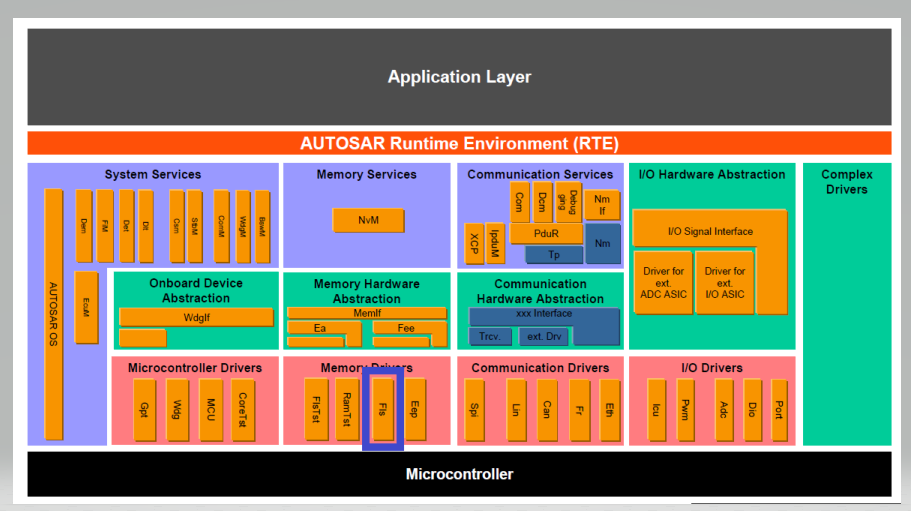 Application Layer
AUTOSAR Runtime Environment (RTE)
System Services
Memory Services
Communication Services
I/O Hardware Abstraction
Complex
Drivers
AUTOSAR OS
Dem
FiM
Det
Dlt
Csm
StbM
ComM
WdgM
BswM
EcuM
NvM
XCP
IpduM
Com
Dcm
Debug
ging
Nm
If
PduR
Tp
Nm
I/O Signal Interface
Driver for
ext.
ADC ASIC
Driver for
ext.
I/O ASIC
Onboard Device
Abstraction
WdgIf
Memory Hardware
Abstraction
MemIf
Ea
Fee
Communication
Hardware Abstraction
xxx Interface
Trcv.
ext. Drv
Microcontroller Drivers
Gpt
Wdg
MCU
CoreTst
Memory Drivers
FlsTst
RamTst
Fls
Eep
Communication Drivers
Spi
Lin
Can
Fr
Eth
I/O Drivers
Icu
Pwm
Adc
Dio
Port
Microcontroller